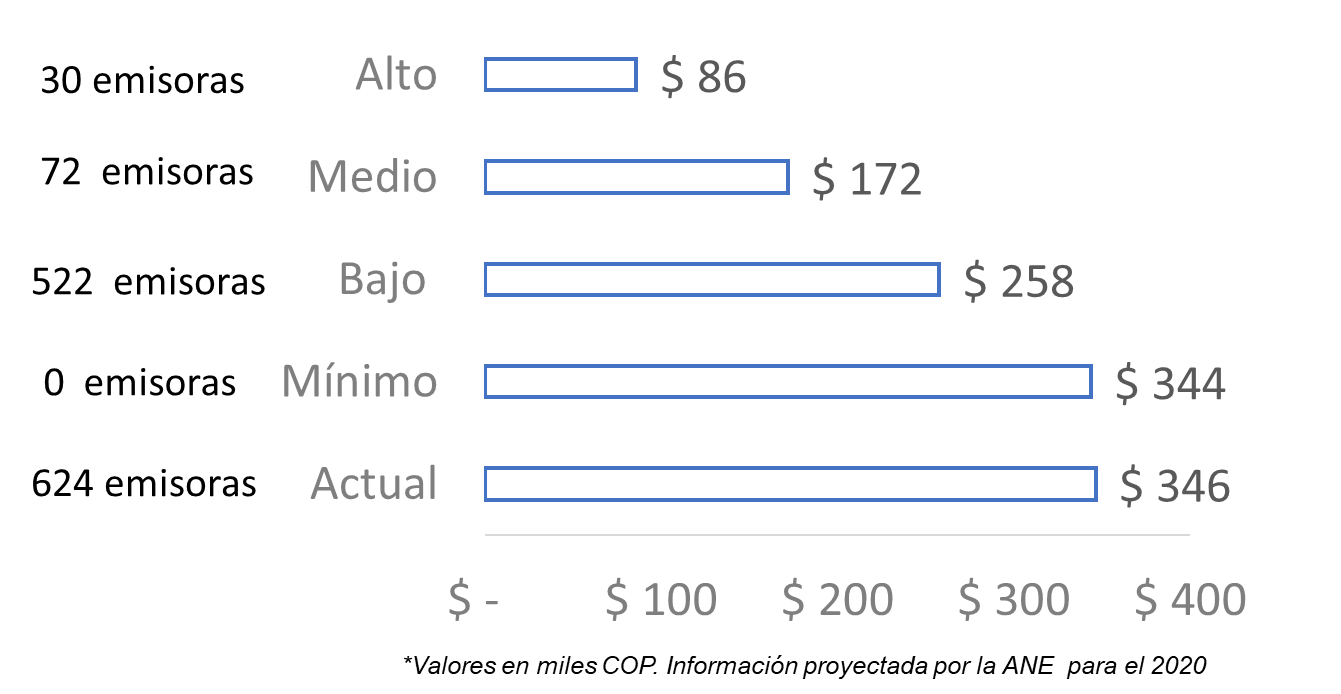 30 emisoras Alto $ 86
72 emisoras Medio $ 172
522 emisoras Bajo $ 258
0 emisoras Mínimo $ 344
624 emisoras Actual $ 346
$ - $ 100 $ 200 $ 300 $ 400
*Valores en miles COP. Información proyectada por la ANE para el 2020